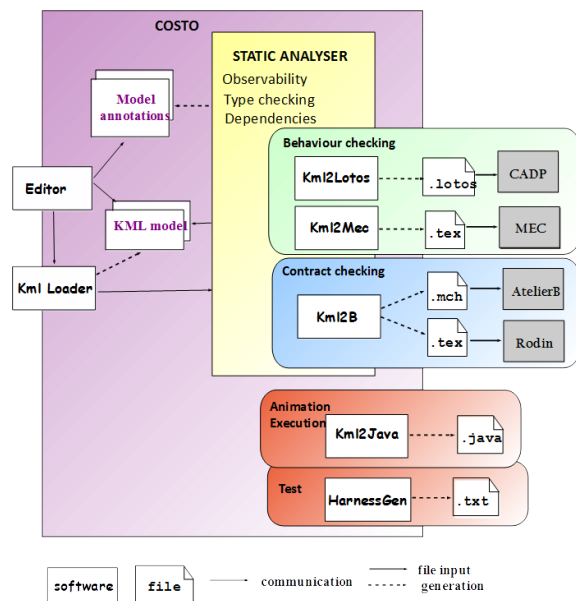 COSTO
STATIC ANALYSER
Observability
Type checking
Dependencies
Model
annotations
Editor
KML model
Kml Loader
Behaviour checking
Kml2Lotos
.lotos
CADP
Kml2Mec
.tex
MEC
Contract checking
Kml2B
.mch
AtelierB
.tex
Rodin
Animation
Execution
Kml2Java
.java
Test
HarnessGen
.txt
software
file
communication
file input
generation